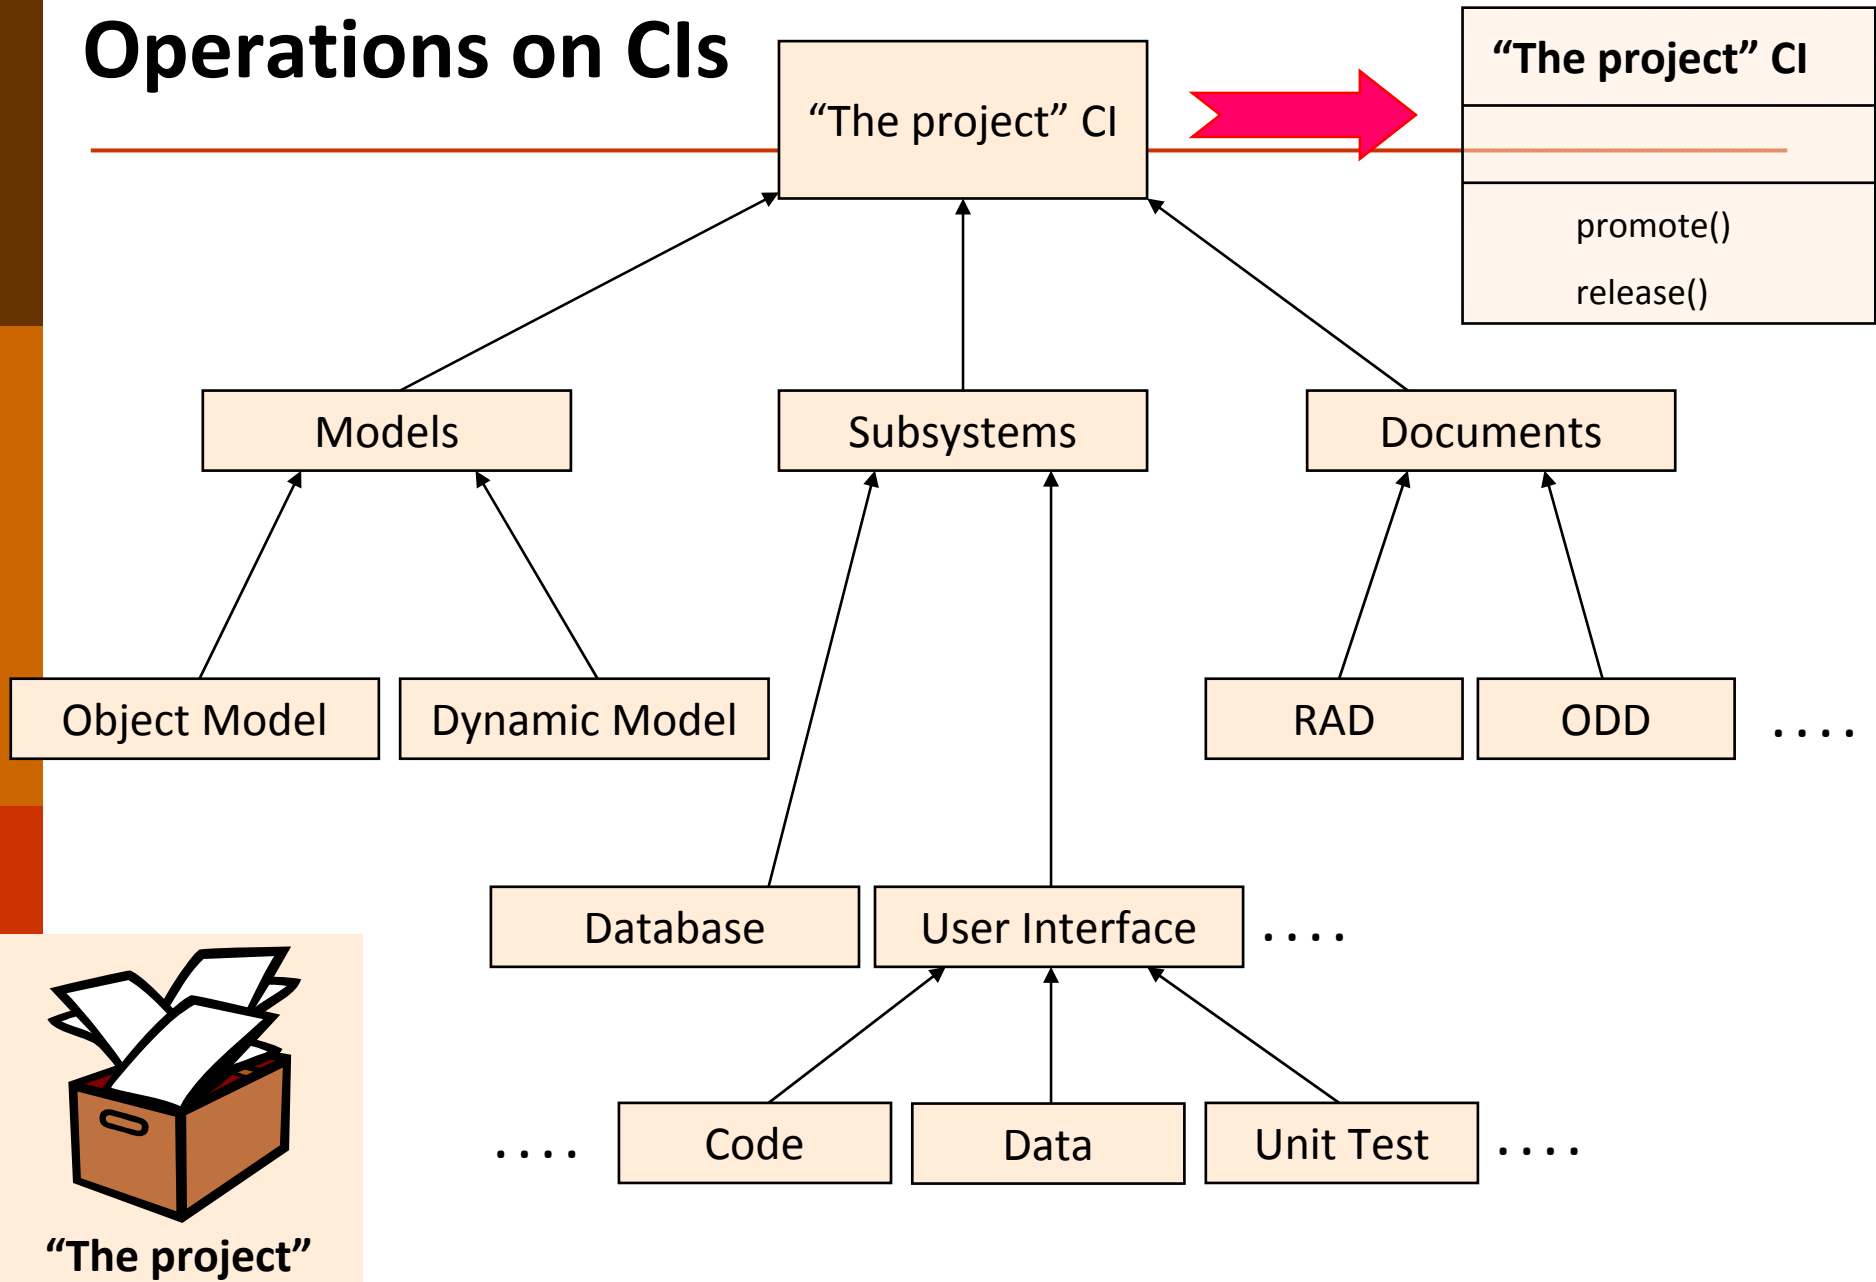 Operations on CIs
“The project” CI
“The project” CI
promote()
release()
Models
Subsystems
Documents
Object Model
Dynamic Model
RAD
ODD
....
Database
User Interface
....
....
Code
Data
Unit Test
....
“The project”